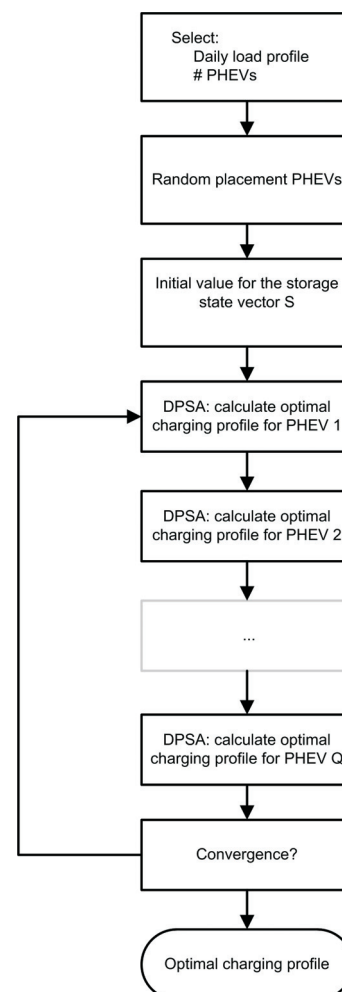 Select:
Daily load profile
# PHEVs
Random placement PHEVs
Initial value for the storage
state vector S
DPSA: calculate optimal
charging profile for PHEV 1
DPSA: calculate optimal
charging profile for PHEV 2
...
DPSA: calculate optimal
charging profile for PHEV Q
Convergence?
Optimal charging profile